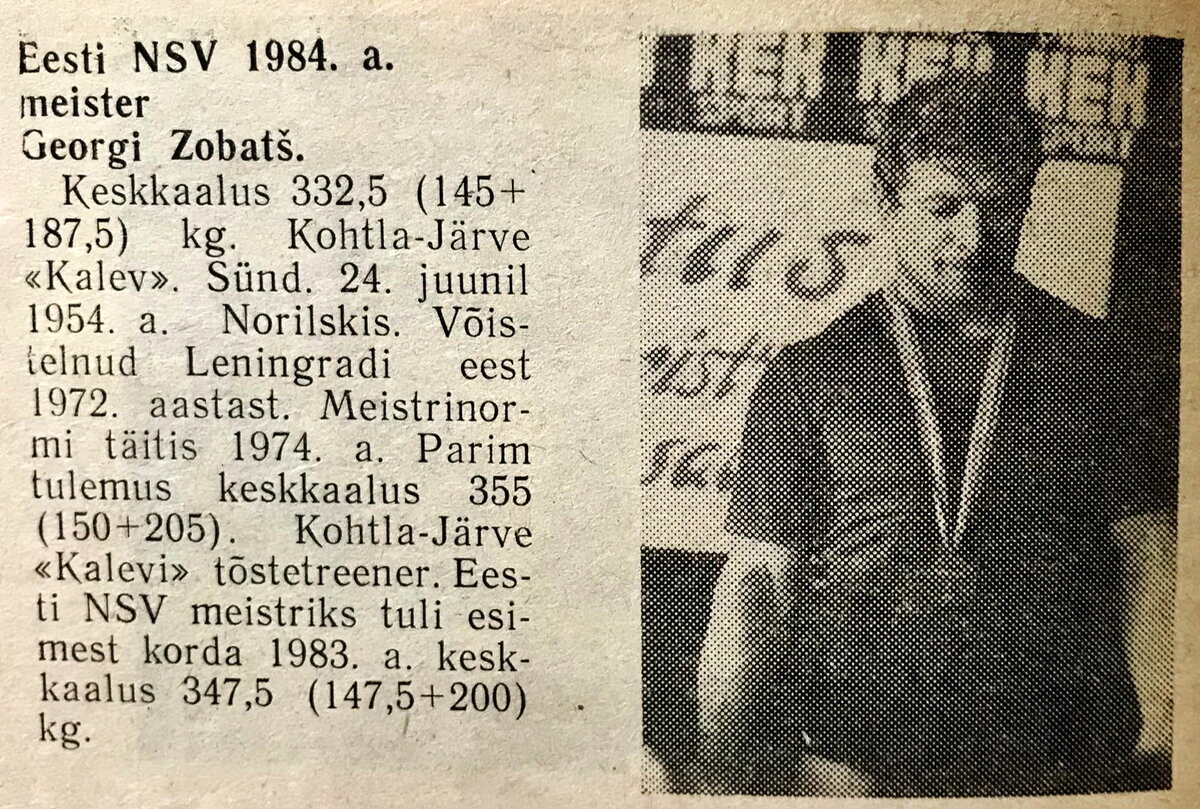 Eesti NSV 1984. a.
meister
Georgi Zobatš.
Keskkaalus 332,5 (145+
187,5) kg. Kohtla-Järve
«Kalev». Sünd. 24. juunil
1954. a. Norilskis. Võis-
telnud Leningradi eest
1972. aastast. Meistrinor-
mi täitis 1974. a. Parim
tulemus keskkaalus 355
(150+205). Kohtla-Järve
«Kalevi» tõstetreener. Ees-
ti NSV meistriks tuli esi-
mest korda 1983. a. kesk-
kaalus 347,5 (147,5+200)
kg.